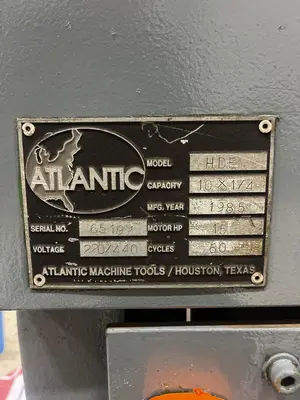 ATLANTIC
MODEL HDE
CAPACITY 10 X 1/4
MFG. YEAR 1985
SERIAL NO. MOTOR HP 15
VOLTAGE 220/440 CYCLES 60
ATLANTIC MACHINE TOOLS / HOUSTON, TEXAS